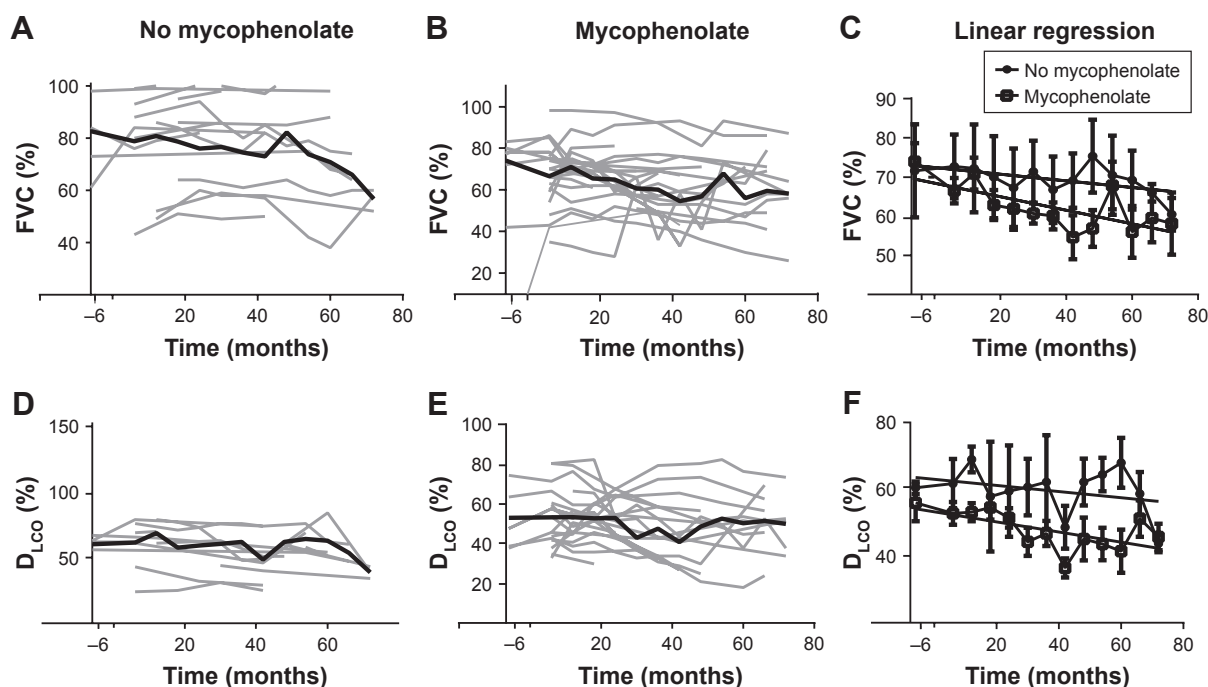 A No mycophenolate
B Mycophenolate
C Linear regression
No mycophenolate
Mycophenolate
FVC (%)
100
80
60
40
–6 20 40 60 80
Time (months)
FVC (%)
100
80
60
40
20
–6 20 40 60 80
Time (months)
FVC (%)
90
80
70
60
50
–6 20 40 60 80
Time (months)
D
DLCO (%)
150
100
50
–6 20 40 60
Time (months)
E
DLCO (%)
100
80
60
40
20
–6 20 40 60 80
Time (months)
F
DLCO (%)
80
60
40
–6 20 40 60 80
Time (months)